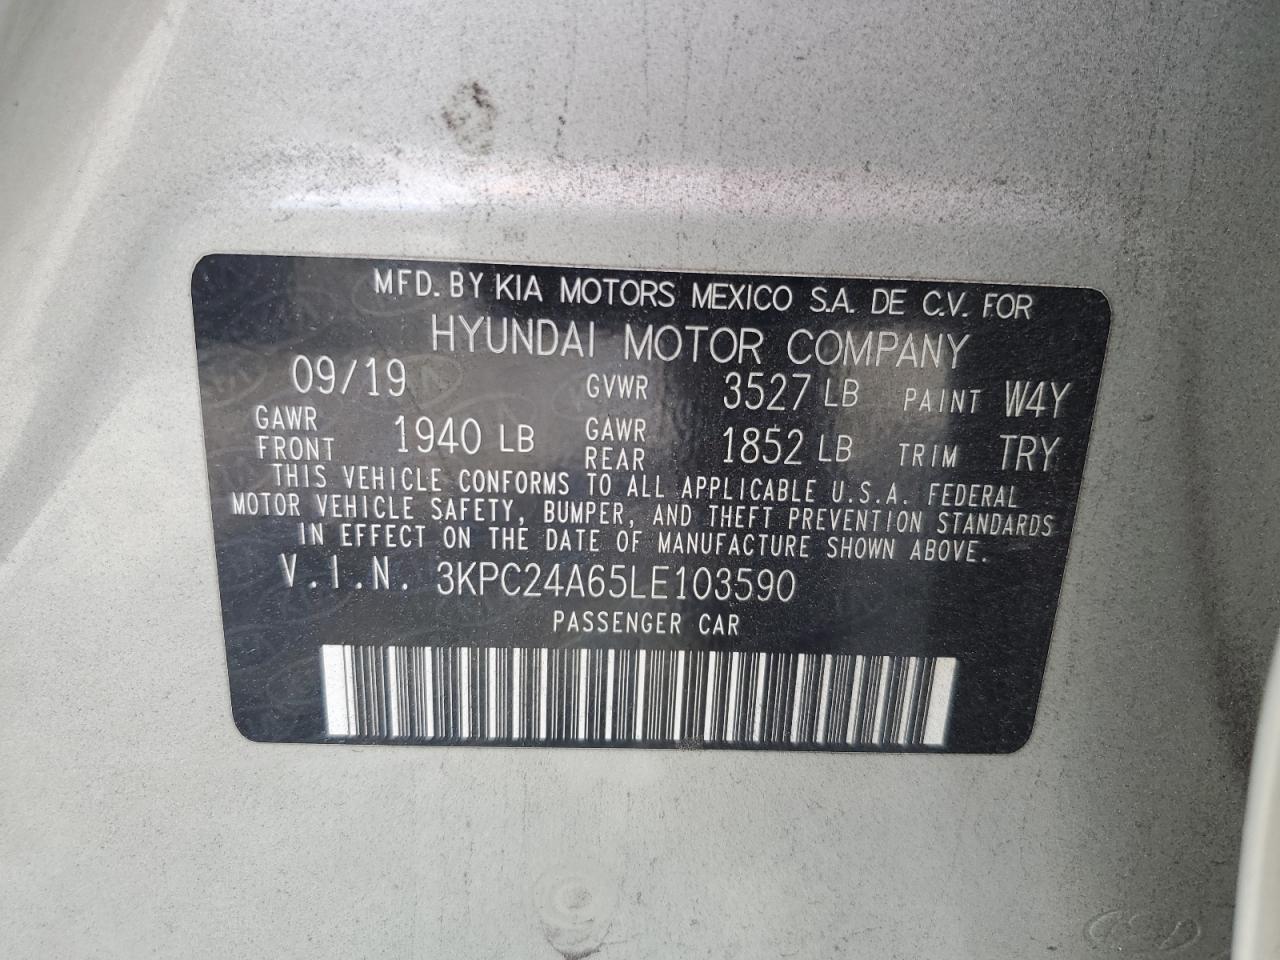 MFD. BY KIA MOTORS MEXICO S.A. DE C.V. FOR
HYUNDAI MOTOR COMPANY
09/19 GVWR 3527 LB PAINT W4Y
GAWR FRONT 1940 LB GAWR REAR 1852 LB TRIM TRY
THIS VEHICLE CONFORMS TO ALL APPLICABLE U.S.A. FEDERAL
MOTOR VEHICLE SAFETY, BUMPER, AND THEFT PREVENTION STANDARDS
IN EFFECT ON THE DATE OF MANUFACTURE SHOWN ABOVE.
V.I.N. 3KPC24A65LE103590
PASSENGER CAR